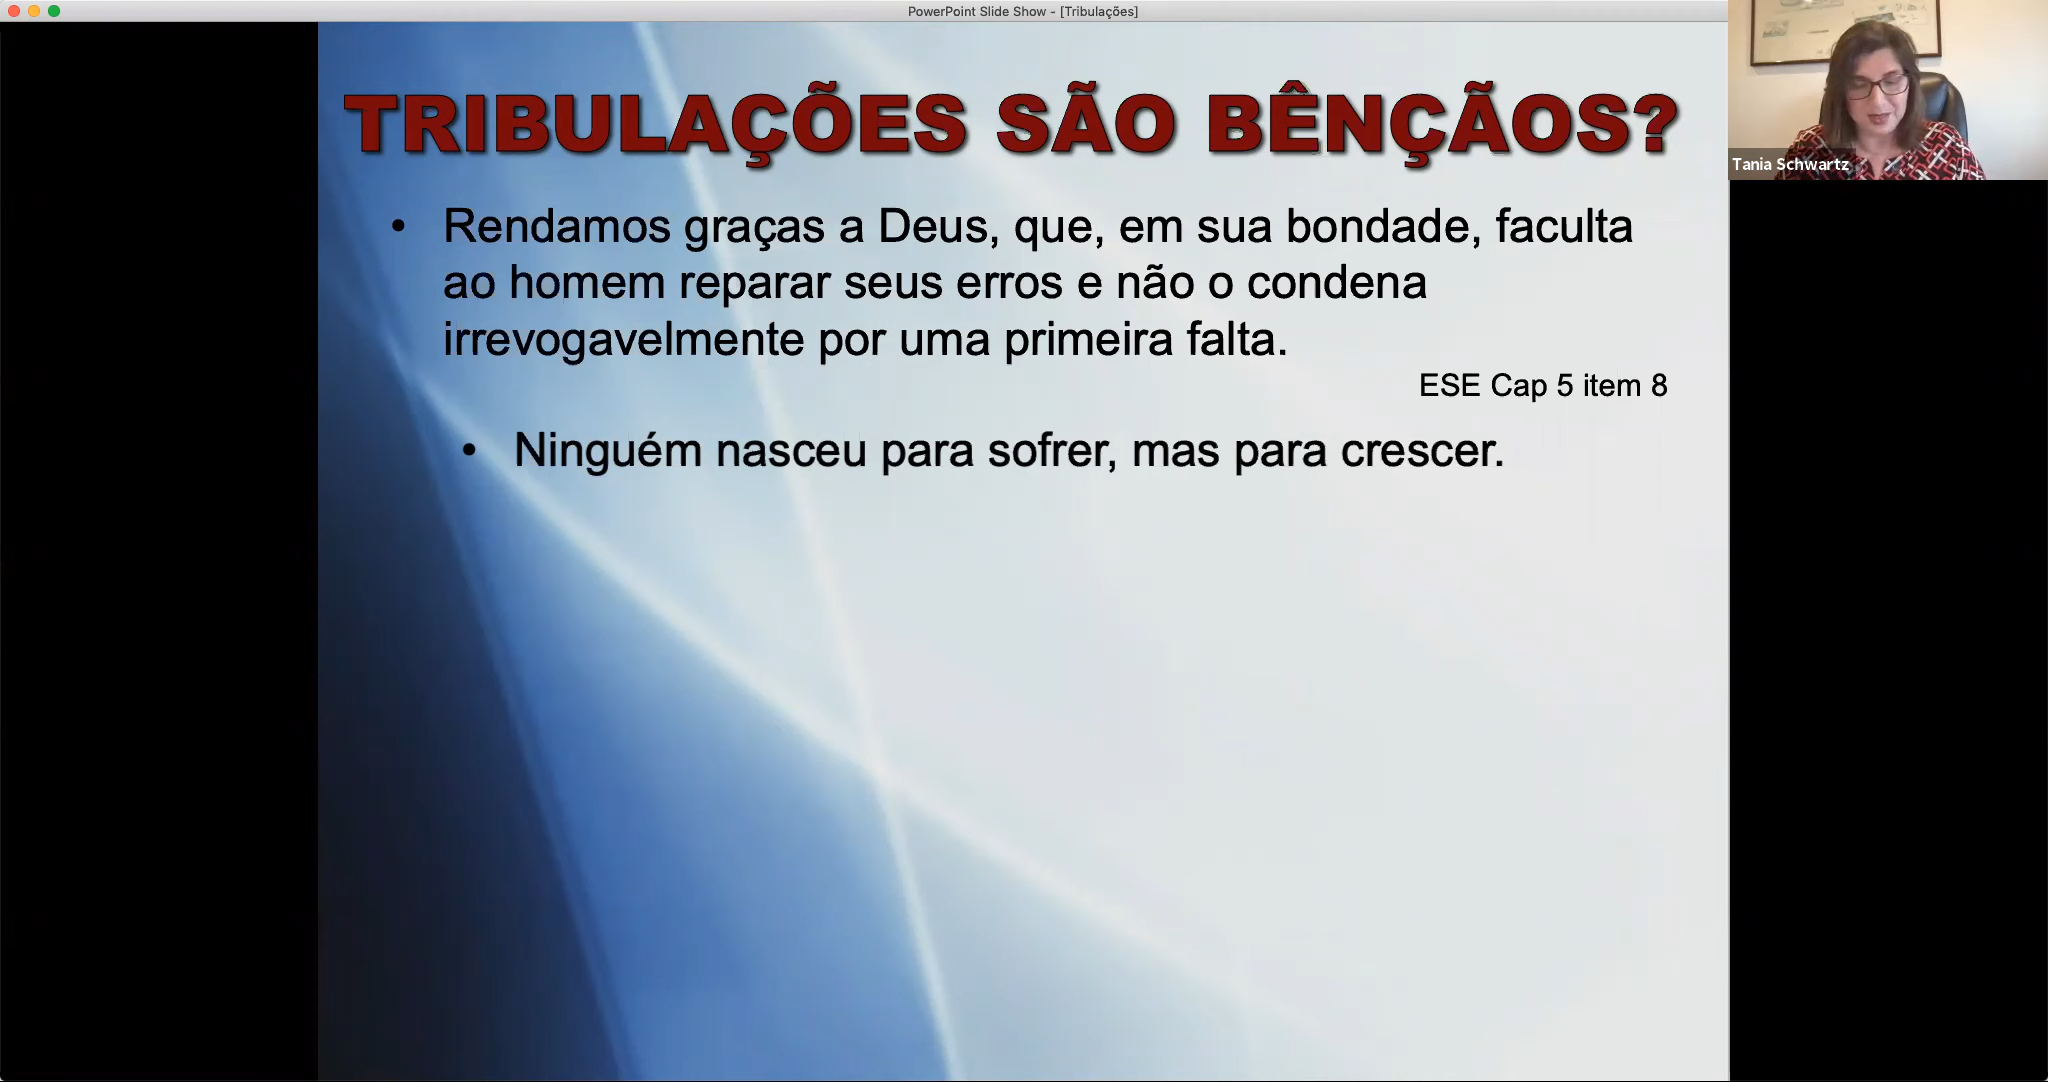 PowerPoint Slide Show - [Tribulações]
TRIBULAÇÕES SÃO BÊNÇÃOS?
Tania Schwartz
• Rendamos graças a Deus, que, em sua bondade, faculta
ao homem reparar seus erros e não o condena
irrevogavelmente por uma primeira falta.
ESE Cap 5 item 8
• Ninguém nasceu para sofrer, mas para crescer.